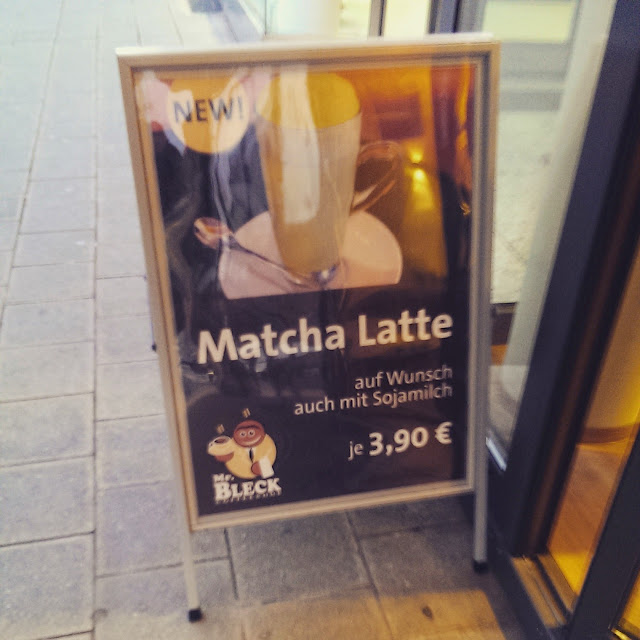 NEW!
Matcha Latte
auf Wunsch
auch mit Sojamilch
je 3,90 €
Mr.
BLECK